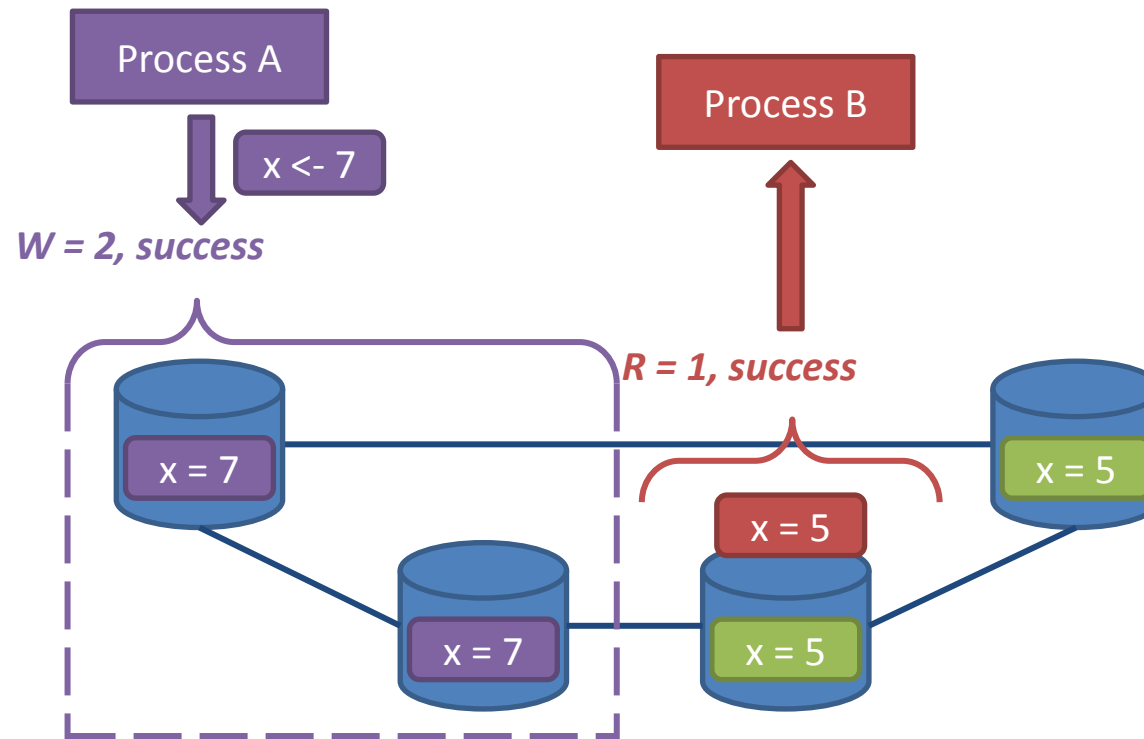 Process A
Process B
x <- 7
W = 2, success
R = 1, success
x = 7
x = 5
x = 5
x = 7
x = 5